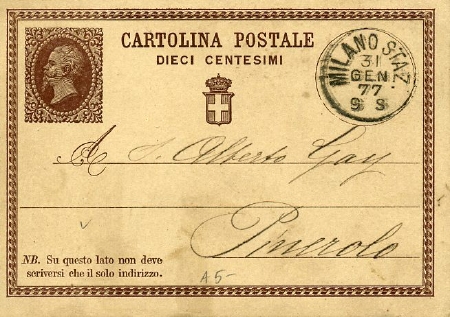 CARTOLINA POSTALE
DIECI CENTESIMI
MILANO STAZ.
31
GEN
77
9 S
A S. Alberto Gay
Pinerolo
NB. Su questo lato non deve
scriversi che il solo indirizzo.
A5-